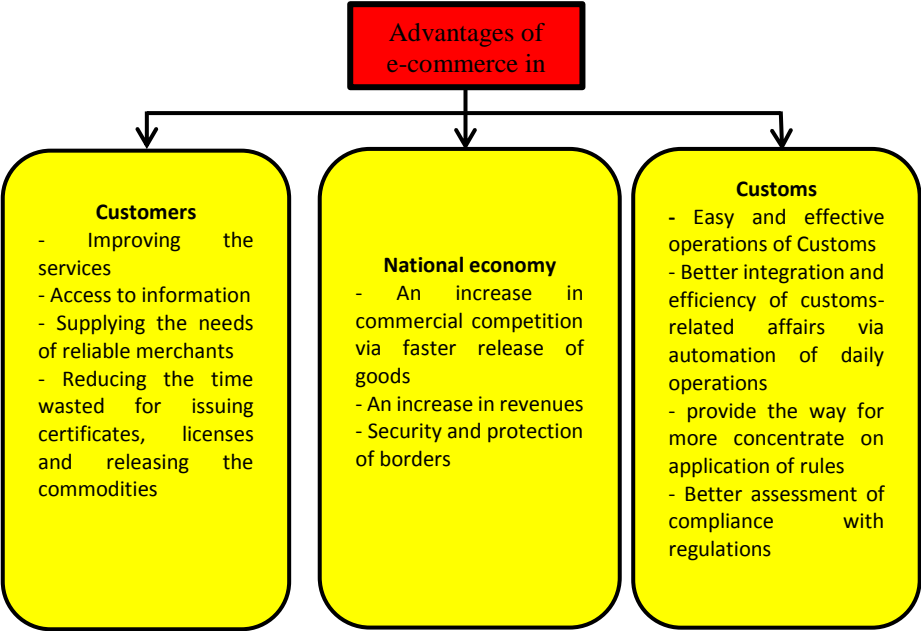 Advantages of
e-commerce in
Customers
- Improving the
services
- Access to information
- Supplying the needs
of reliable merchants
- Reducing the time
wasted for issuing
certificates, licenses
and releasing the
commodities
National economy
- An increase in
commercial competition
via faster release of
goods
- An increase in revenues
- Security and protection
of borders
Customs
- Easy and effective
operations of Customs
- Better integration and
efficiency of customs-
related affairs via
automation of daily
operations
- provide the way for
more concentrate on
application of rules
- Better assessment of
compliance with
regulations